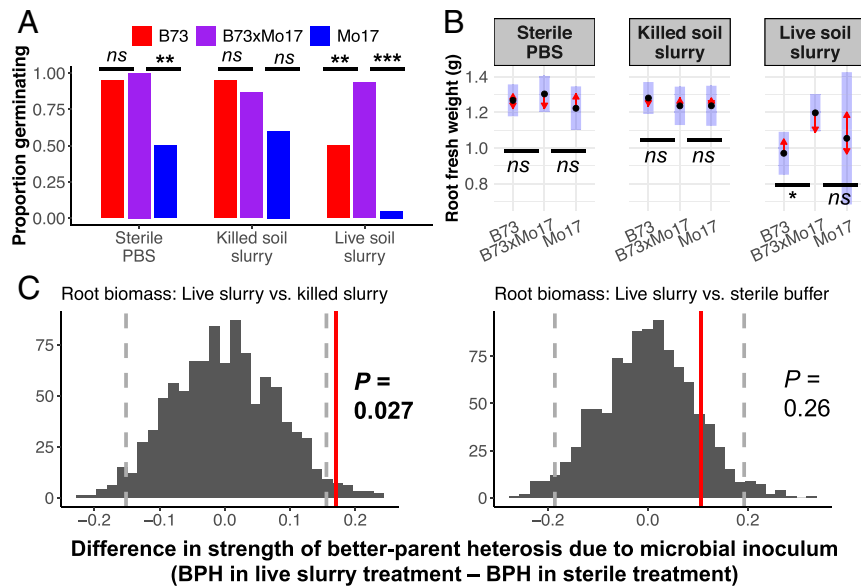 A
B73 B73xMo17 Mo17
ns ** ns ns ** ***
Proportion germinating
1.00
0.75
0.50
0.25
0.00
Sterile PBS
Killed soil slurry
Live soil slurry
B
Sterile PBS
Killed soil slurry
Live soil slurry
Root fresh weight (g)
1.4
1.2
1.0
0.8
ns ns ns ns * ns
B73 B73xMo17 Mo17 B73 B73xMo17 Mo17 B73 B73xMo17 Mo17
C
Root biomass: Live slurry vs. killed slurry
75
50
25
0
P =
0.027
−0.2 −0.1 0.0 0.1 0.2
Root biomass: Live slurry vs. sterile buffer
75
50
25
0
P =
0.26
−0.2 0.0 0.2
Difference in strength of better-parent heterosis due to microbial inoculum
(BPH in live slurry treatment – BPH in sterile treatment)